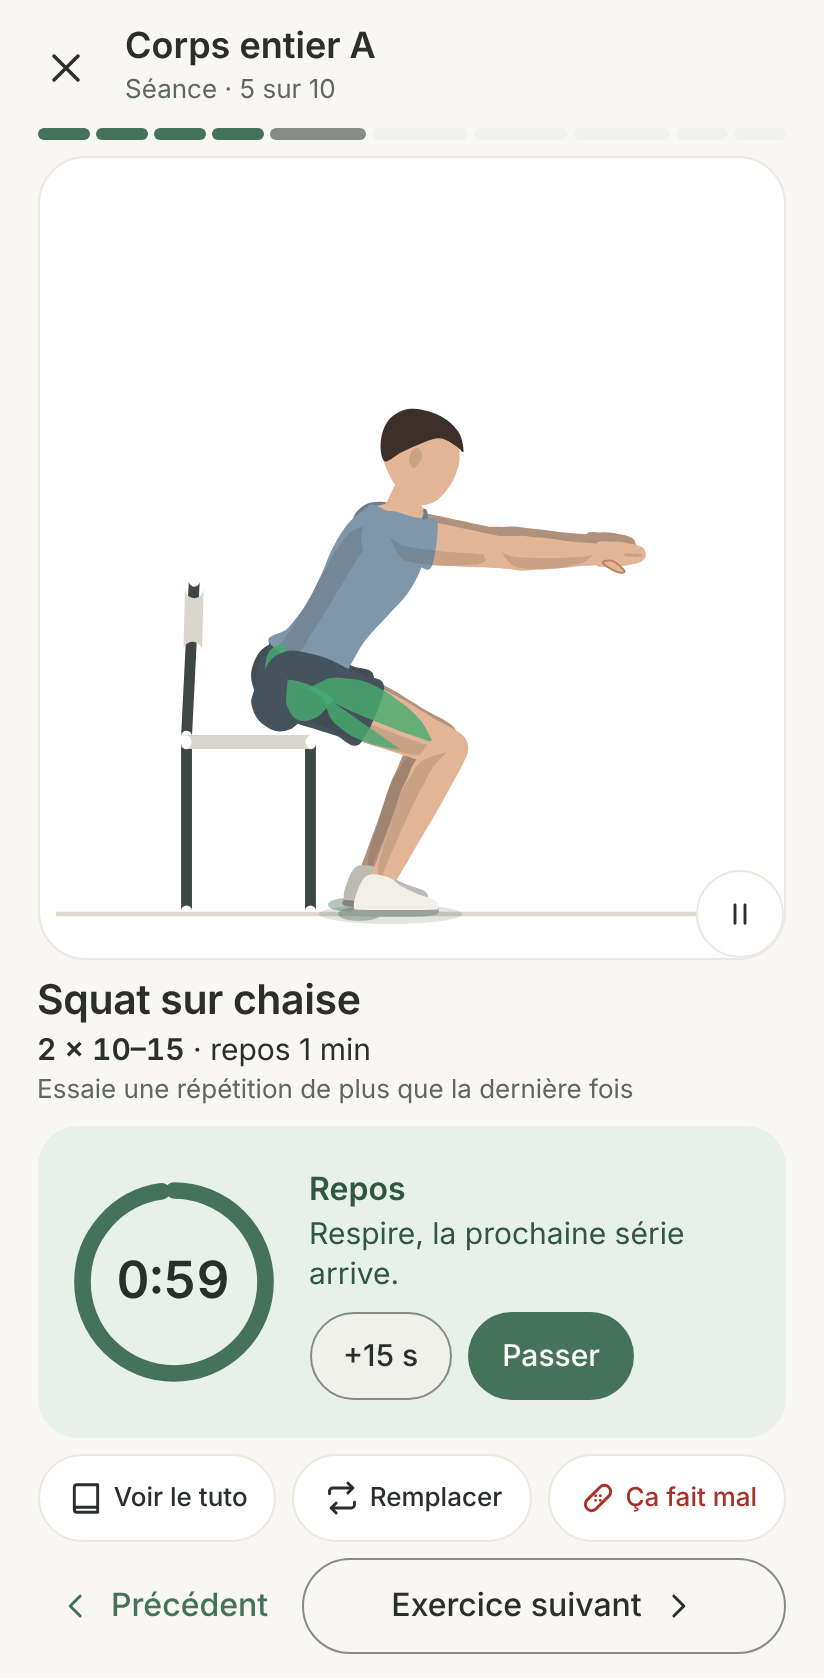 Corps entier A
Séance · 5 sur 10
Squat sur chaise
2 × 10–15 · repos 1 min
Essaie une répétition de plus que la dernière fois
0:59
Repos
Respire, la prochaine série
arrive.
+15 s
Passer
Voir le tuto
Remplacer
Ça fait mal
Précédent
Exercice suivant